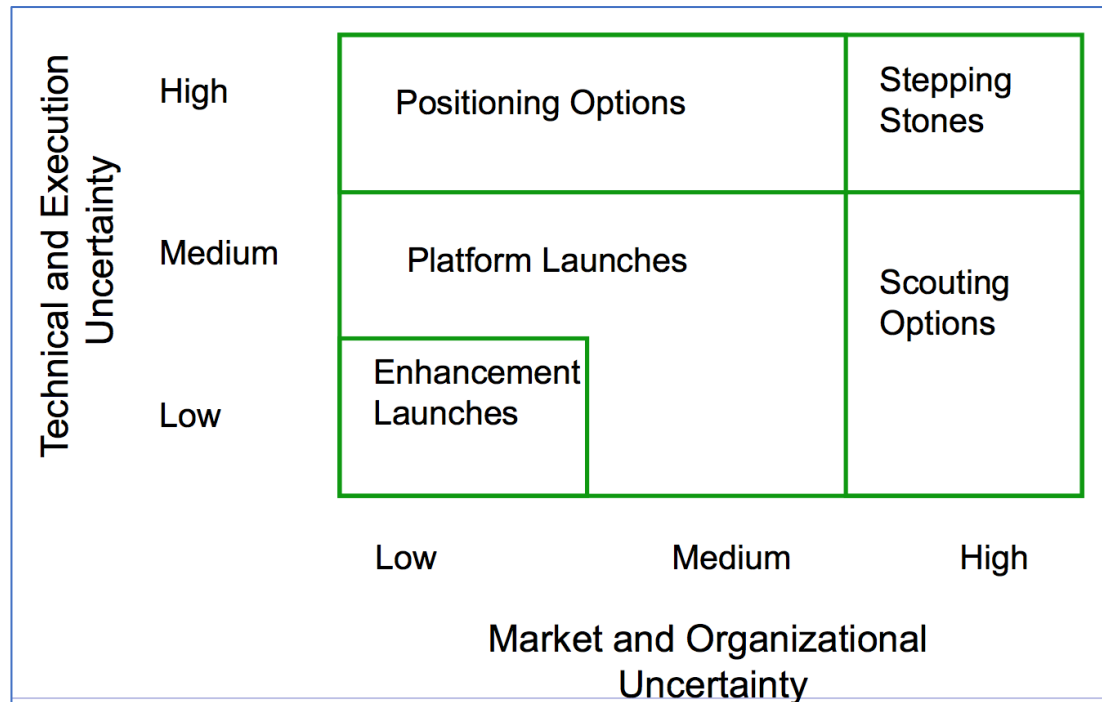 Technical and Execution
Uncertainty
High
Medium
Low
Positioning Options
Stepping
Stones
Platform Launches
Scouting
Options
Enhancement
Launches
Low
Medium
High
Market and Organizational
Uncertainty